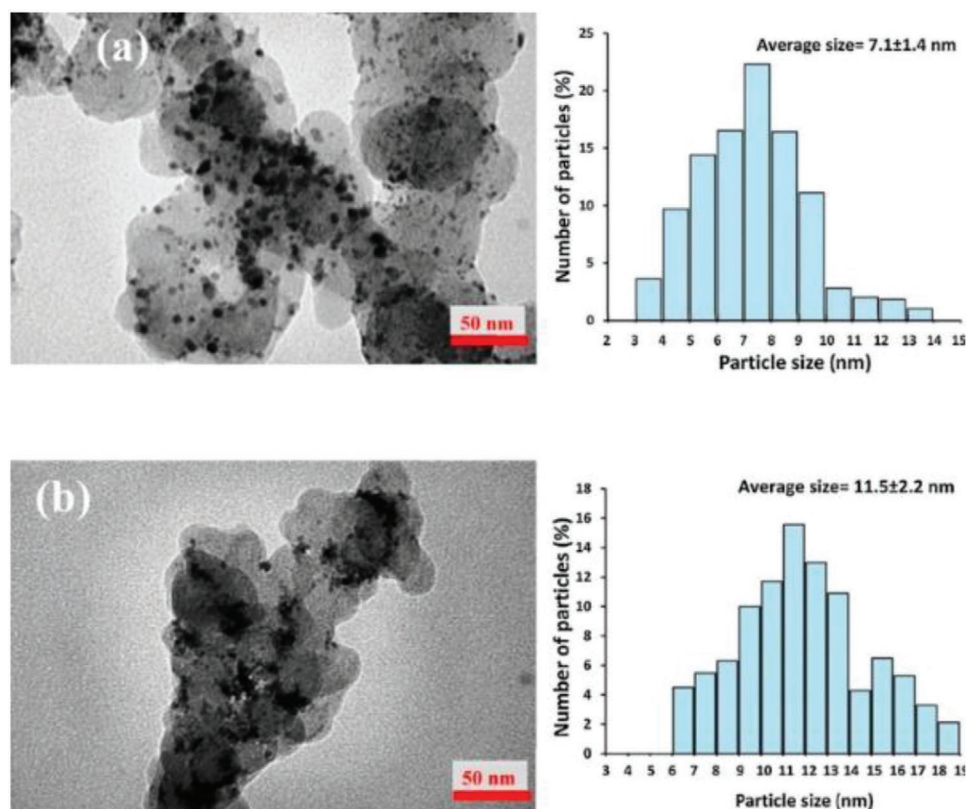 (a)
50 nm
Average size= 7.1±1.4 nm
Number of particles (%)
25
20
15
10
5
0
2 3 4 5 6 7 8 9 10 11 12 13 14 15
Particle size (nm)
(b)
50 nm
Average size= 11.5±2.2 nm
Number of particles (%)
18
16
14
12
10
8
6
4
2
0
3 4 5 6 7 8 9 10 11 12 13 14 15 16 17 18 19
Particle size (nm)